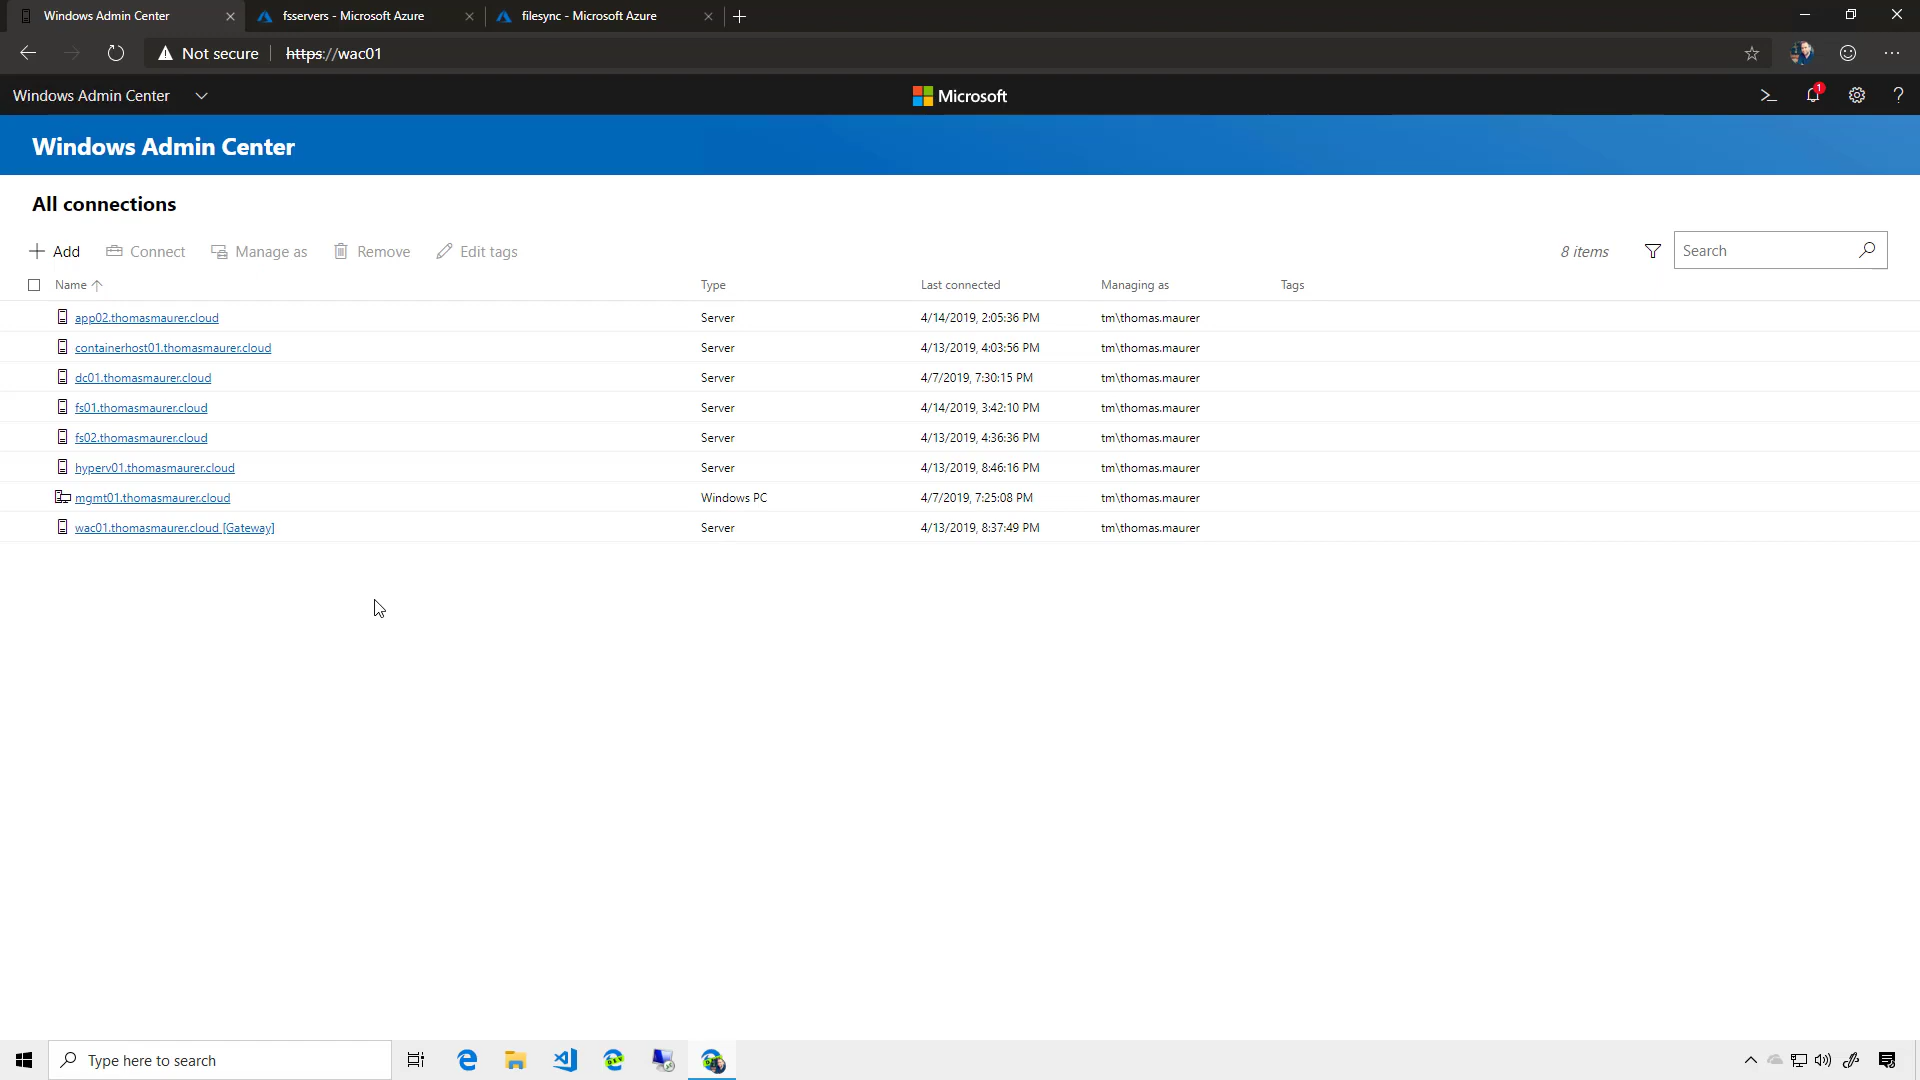 Windows Admin Center
fsservers - Microsoft Azure
filesync - Microsoft Azure
Not secure
https://wac01
Windows Admin Center
Microsoft
1
Windows Admin Center
All connections
Add
Connect
Manage as
Remove
Edit tags
8 items
Search
Name
Type
Last connected
Managing as
Tags
app02.thomasmaurer.cloud Server 4/14/2019, 2:05:36 PM tm\thomas.maurer
containerhost01.thomasmaurer.cloud Server 4/13/2019, 4:03:56 PM tm\thomas.maurer
dc01.thomasmaurer.cloud Server 4/7/2019, 7:30:15 PM tm\thomas.maurer
fs01.thomasmaurer.cloud Server 4/14/2019, 3:42:10 PM tm\thomas.maurer
fs02.thomasmaurer.cloud Server 4/13/2019, 4:36:36 PM tm\thomas.maurer
hyperv01.thomasmaurer.cloud Server 4/13/2019, 8:46:16 PM tm\thomas.maurer
mgmt01.thomasmaurer.cloud Windows PC 4/7/2019, 7:25:08 PM tm\thomas.maurer
wac01.thomasmaurer.cloud [Gateway] Server 4/13/2019, 8:37:49 PM tm\thomas.maurer
Type here to search
DEV